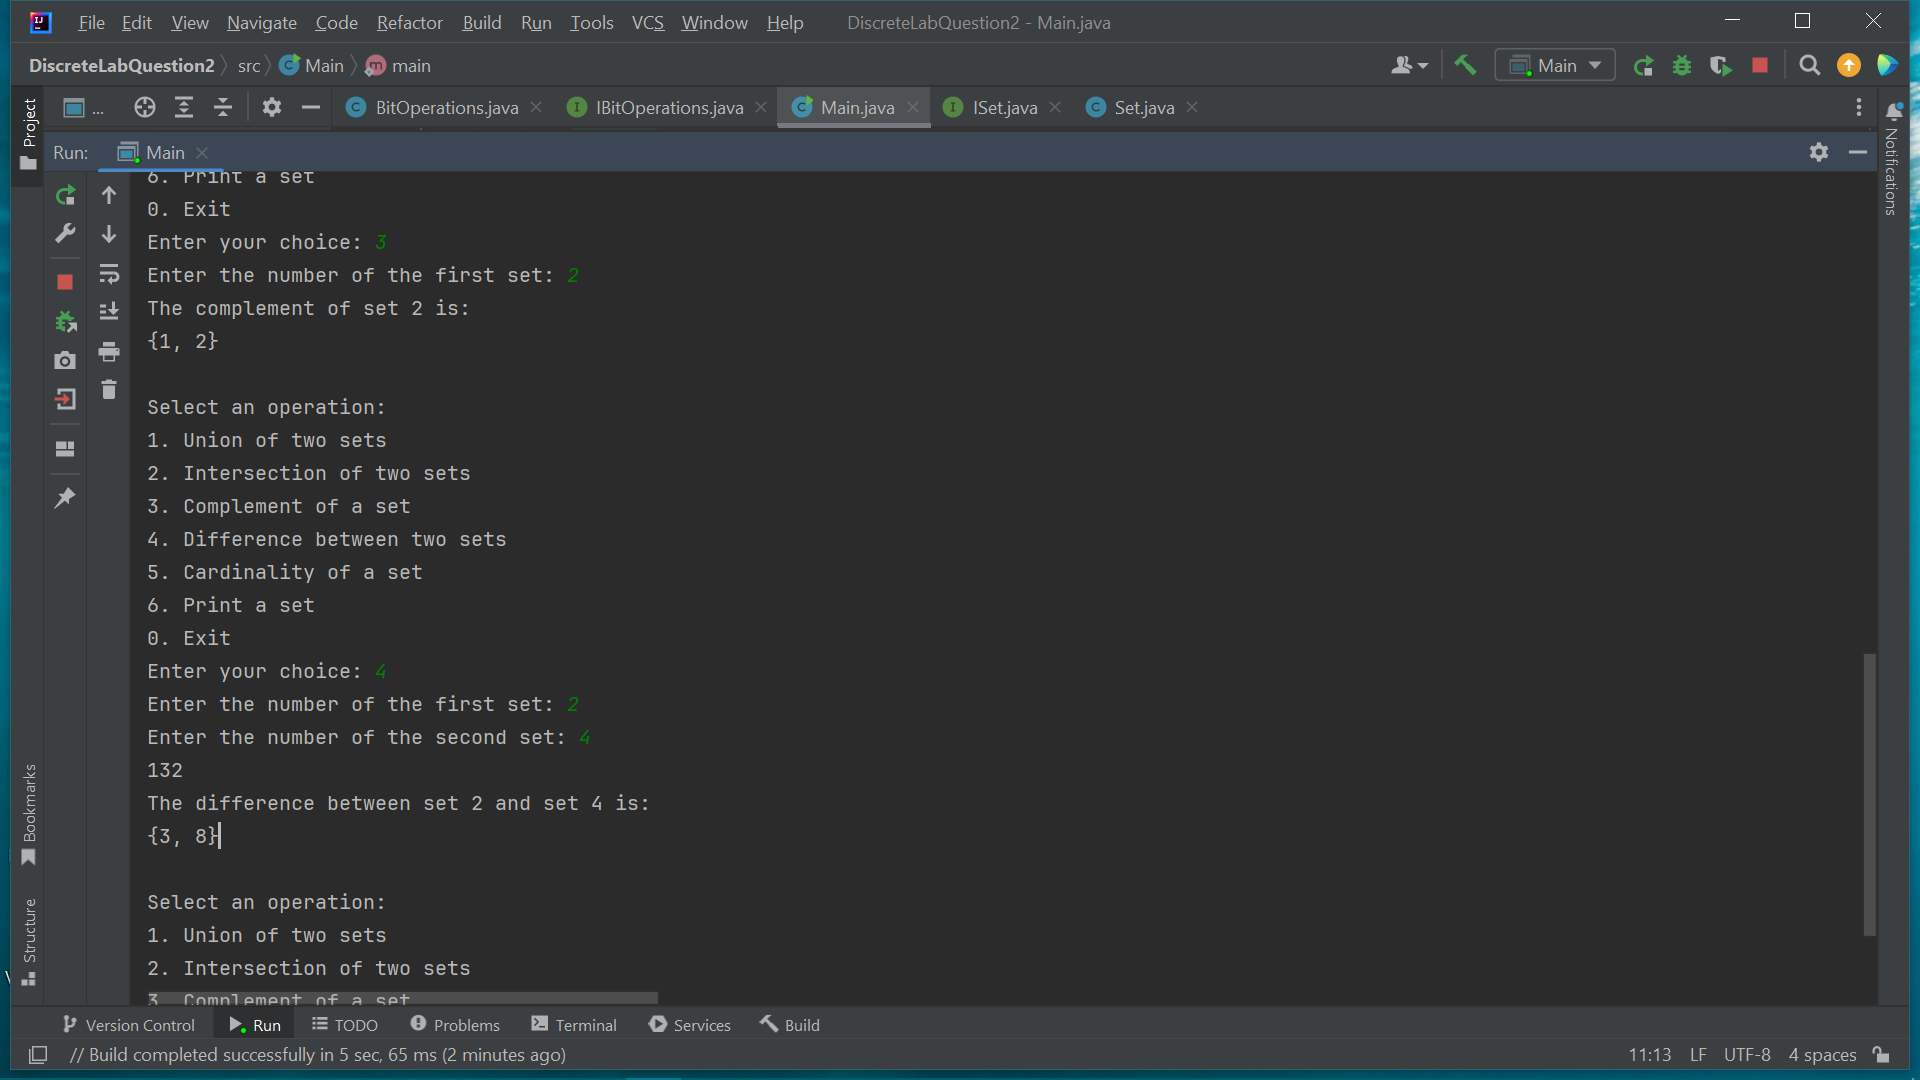 File Edit View Navigate Code Refactor Build Run Tools VCS Window Help DiscreteLabQuestion2 - Main.java
DiscreteLabQuestion2 src Main main Main
Project ... BitOperations.java IBitOperations.java Main.java ISet.java Set.java
Notifications
Run: Main
6. Print a set
0. Exit
Enter your choice: 3
Enter the number of the first set: 2
The complement of set 2 is:
{1, 2}
Select an operation:
1. Union of two sets
2. Intersection of two sets
3. Complement of a set
4. Difference between two sets
5. Cardinality of a set
6. Print a set
0. Exit
Enter your choice: 4
Enter the number of the first set: 2
Enter the number of the second set: 4
132
The difference between set 2 and set 4 is:
{3, 8}
Select an operation:
1. Union of two sets
2. Intersection of two sets
3. Complement of a set
Bookmarks
Structure
Version Control Run TODO Problems Terminal Services Build
// Build completed successfully in 5 sec, 65 ms (2 minutes ago) 11:13 LF UTF-8 4 spaces